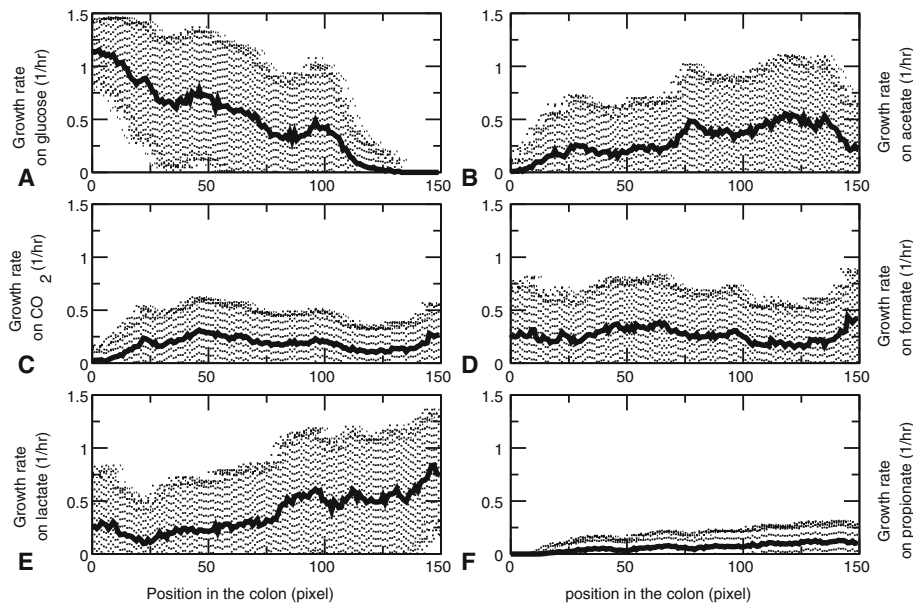 1.5
1
0.5
0
0 50 100 150
Growth rate
on glucose (1/hr)
A
1.5
1
0.5
0
0 50 100 150
Growth rate
on acetate (1/hr)
B
1.5
1
0.5
0
0 50 100 150
Growth rate
on CO 2 (1/hr)
C
1.5
1
0.5
0
0 50 100 150
Growth rate
on formate (1/hr)
D
1.5
1
0.5
0
0 50 100 150
Growth rate
on lactate (1/hr)
E
Position in the colon (pixel)
1.5
1
0.5
0
0 50 100 150
Growth rate
on propionate (1/hr)
F
position in the colon (pixel)